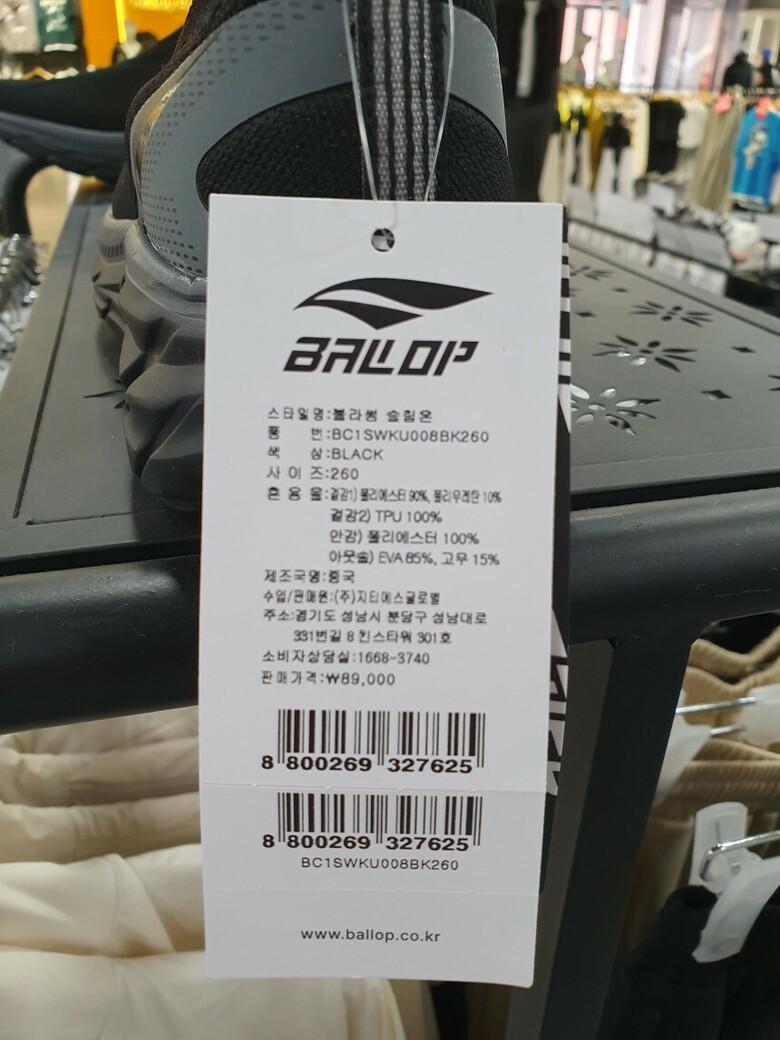 BALLOP
스타일명:볼라썸 슬립온
품 번:BC1SWKU008BK260
색 상:BLACK
사 이 즈:260
혼 용 율:겉감1) 폴리에스터 90%, 폴리우레탄 10%
겉감2) TPU 100%
안감) 폴리에스터 100%
아웃솔) EVA 85%, 고무 15%
제조국명:중국
수입/판매원:(주)지티에스글로벌
주소:경기도 성남시 분당구 성남대로
331번길 8 킨스타워 301호
소비자상담실:1668-3740
판매가격:₩89,000
8 800269 327625
8 800269 327625
BC1SWKU008BK260
www.ballop.co.kr